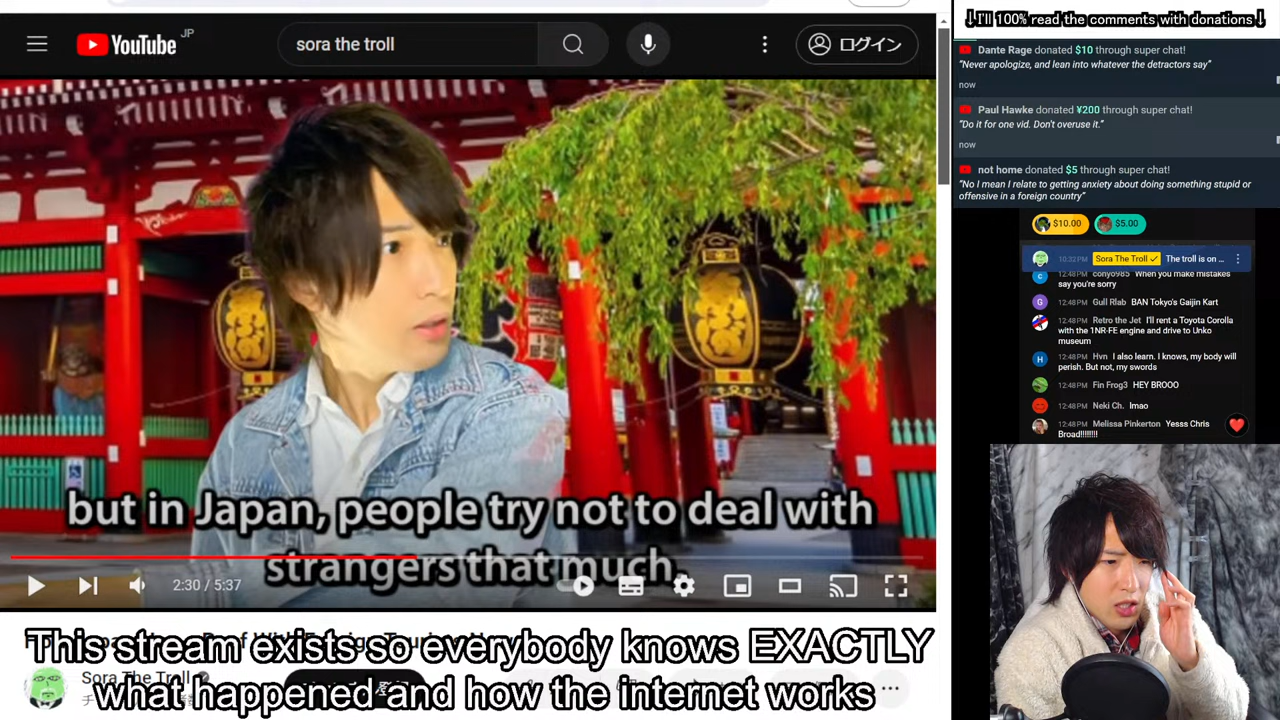 YouTube JP
sora the troll
ログイン
but in Japan, people try not to deal with
strangers that much.
2:30 / 5:37
This stream exists so everybody knows EXACTLY
what happened and how the internet works
Sora The Troll
↓I'll 100% read the comments with donations↓
Dante Rage donated $10 through super chat!
“Never apologize, and lean into whatever the detractors say”
now
Paul Hawke donated ¥200 through super chat!
“Do it for one vid. Don't overuse it.”
now
not home donated $5 through super chat!
“No I mean I relate to getting anxiety about doing something stupid or
offensive in a foreign country”
$10.00 $5.00
10:32PM Sora The Troll The troll is on ...
12:48PM conyo985 When you make mistakes
say you're sorry
12:48PM Gull Rlab BAN Tokyo's Gaijin Kart
12:48PM Retro the Jet I'll rent a Toyota Corolla
with the 1NR-FE engine and drive to Unko
museum
12:48PM Hvn I also learn. I knows, my body will
perish. But not, my swords
12:48PM Fin Frog3 HEY BROOO
12:48PM Neki Ch. lmao
12:48PM Melissa Pinkerton Yesss Chris
Broad!!!!!!!!